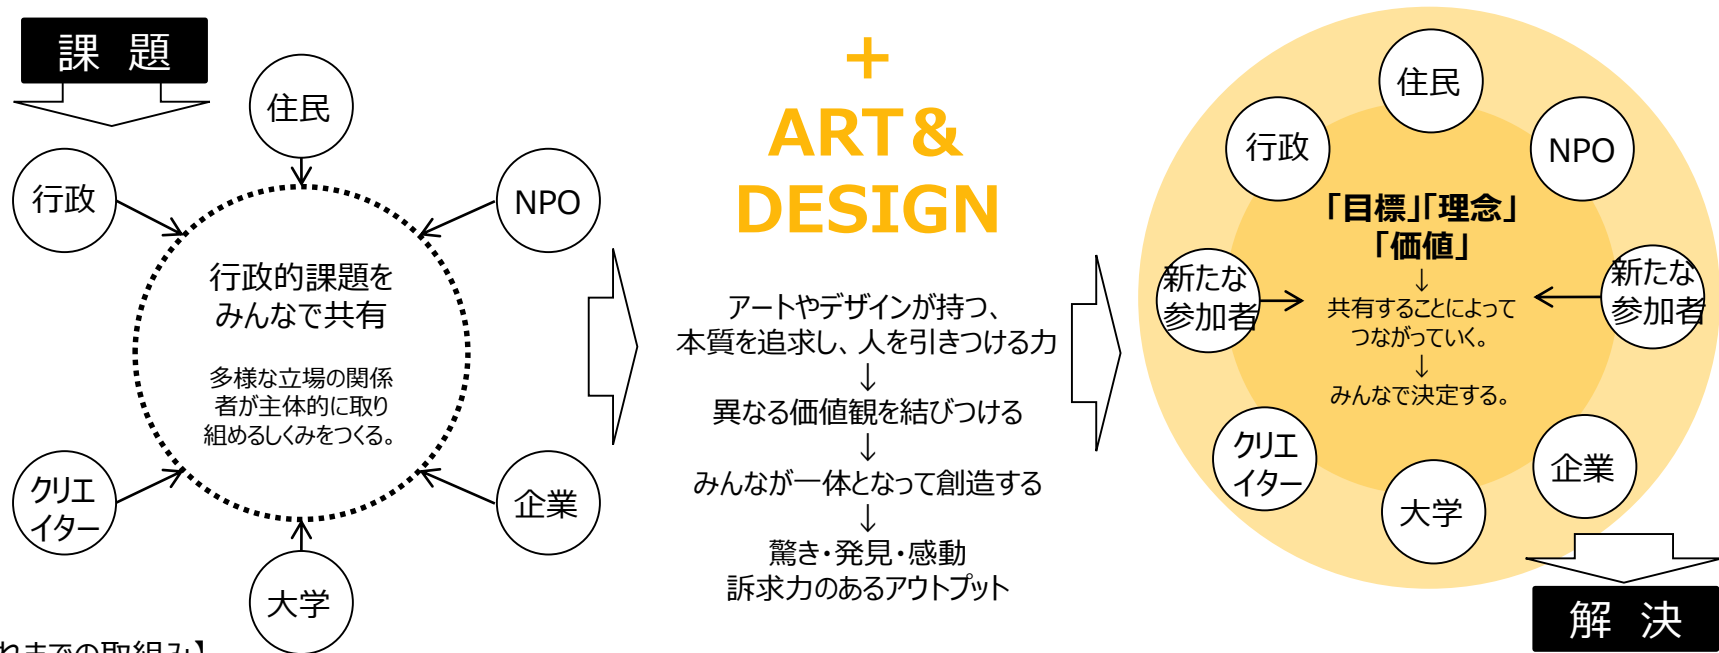 課 題
住民
行政
NPO
行政的課題を
みんなで共有
多様な立場の関係
者が主体的に取り
組めるしくみをつくる。
クリエ
イター
企業
大学
れまでの取組み】
+
ART&
DESIGN
アートやデザインが持つ、
本質を追求し、人を引きつける力
↓
異なる価値観を結びつける
↓
みんなが一体となって創造する
↓
驚き・発見・感動
訴求力のあるアウトプット
住民
行政
NPO
「目標」「理念」
「価値」
↓
共有することによって
つながっていく。
↓
みんなで決定する。
新たな
参加者
新たな
参加者
クリエ
イター
企業
大学
解 決